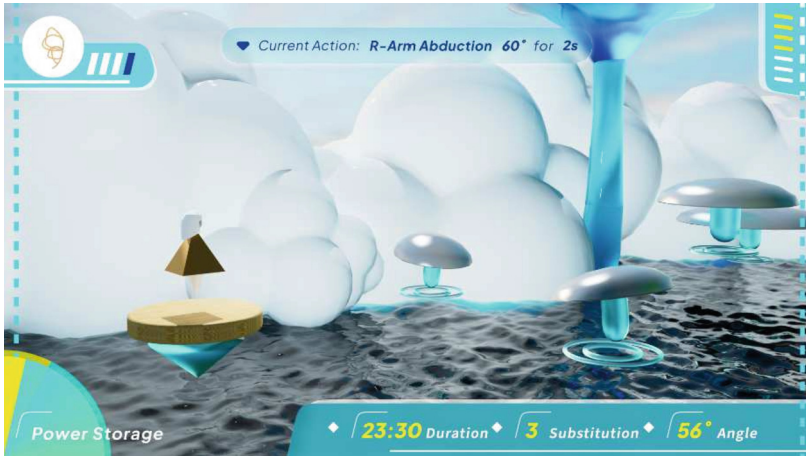 Current Action: R-Arm Abduction 60° for 2s
Power Storage
23:30 Duration 3 Substitution 56° Angle